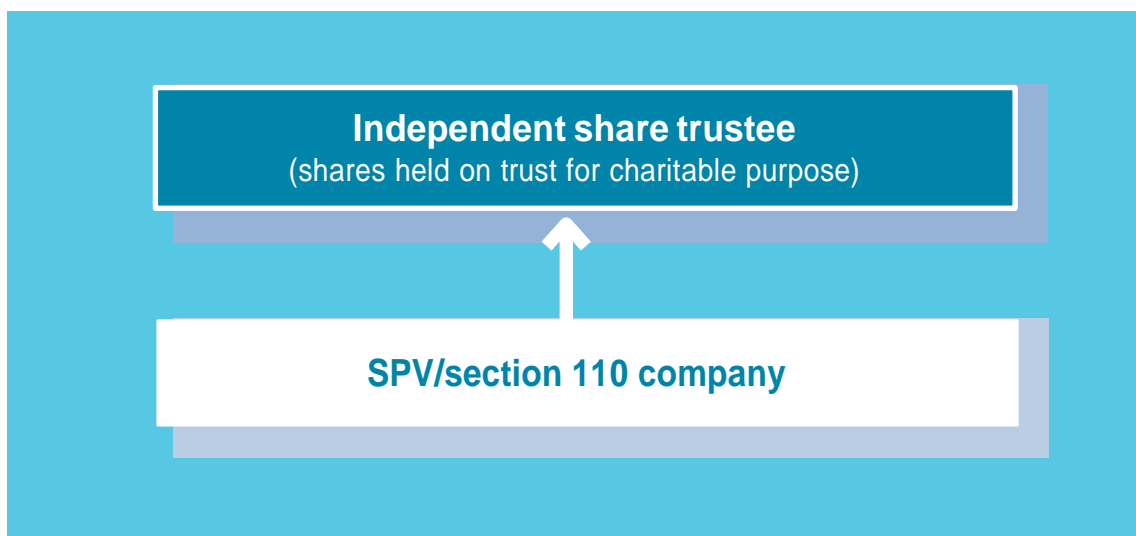 Independent share trustee
(shares held on trust for charitable purpose)
SPV/section 110 company